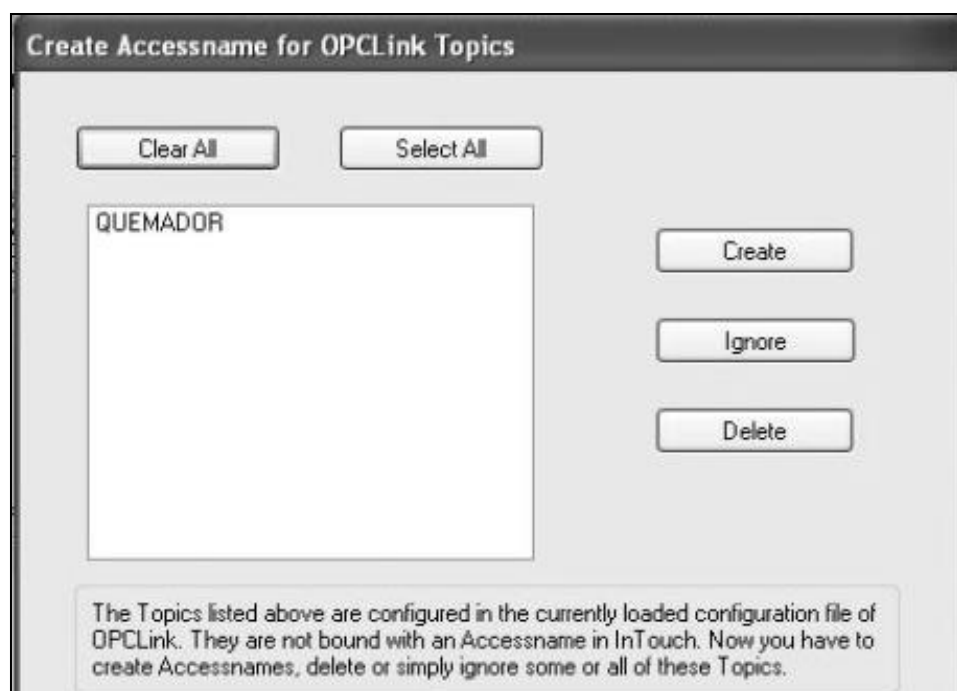 Create Accessname for OPCLink Topics
Clear All
Select All
QUEMADOR
Create
Ignore
Delete
The Topics listed above are configured in the currently loaded configuration file of
OPCLink. They are not bound with an Accessname in InTouch. Now you have to
create Accessnames, delete or simply ignore some or all of these Topics.